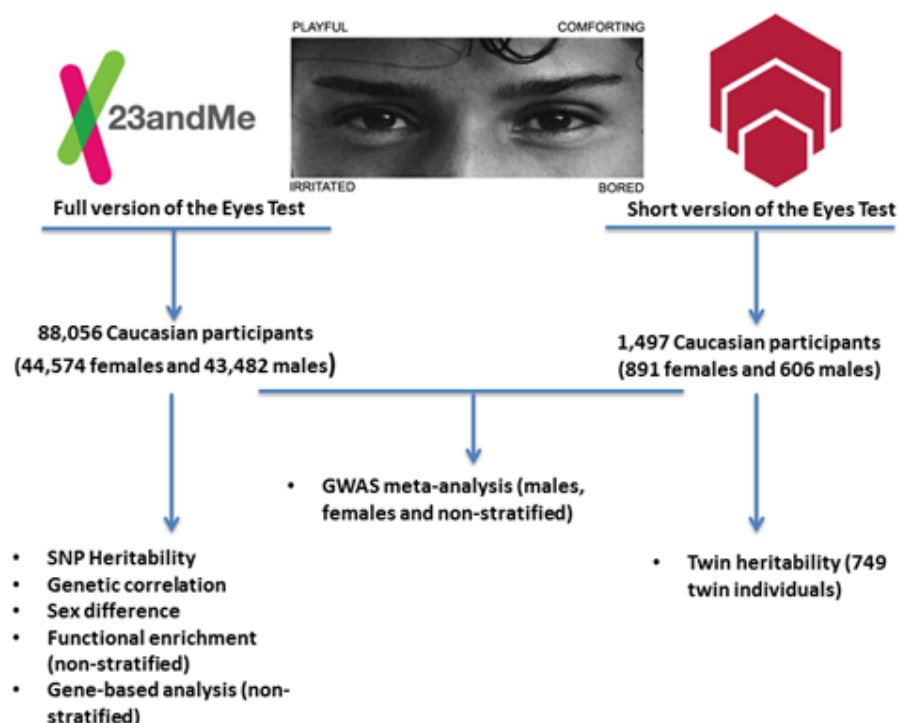 PLAYFUL
COMFORTING
23andMe
IRRITATED
BORED
Full version of the Eyes Test
Short version of the Eyes Test
88,056 Caucasian participants
(44,574 females and 43,482 males)
1,497 Caucasian participants
(891 females and 606 males)
• GWAS meta-analysis (males,
females and non-stratified)
• SNP Heritability
• Genetic correlation
• Sex difference
• Functional enrichment
(non-stratified)
• Gene-based analysis (non-
stratified)
• Twin heritability (749
twin individuals)